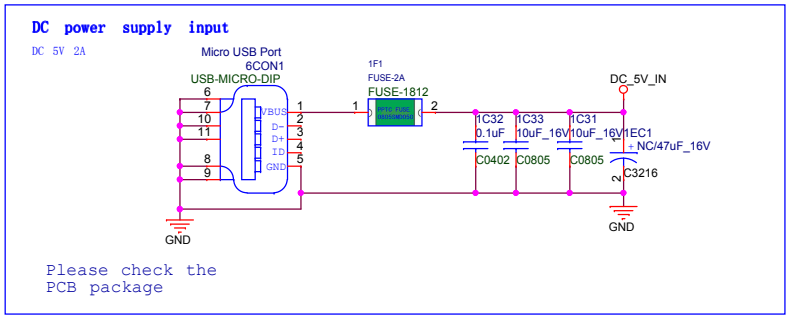 DC power supply input
DC 5V 2A
Micro USB Port
6CON1
USB-MICRO-DIP
6
7
10
11
8
9
VBUS
D-
D+
ID
GND
1
2
3
4
5
1F1
FUSE-2A
FUSE-1812
1
2
DC_5V_IN
1C32
0.1uF
C0402
1C33
10uF_16V
C0805
1C31
10uF_16V
C0805
1EC1
+
NC/47uF_16V
1
2
C3216
GND
GND
Please check the
PCB package